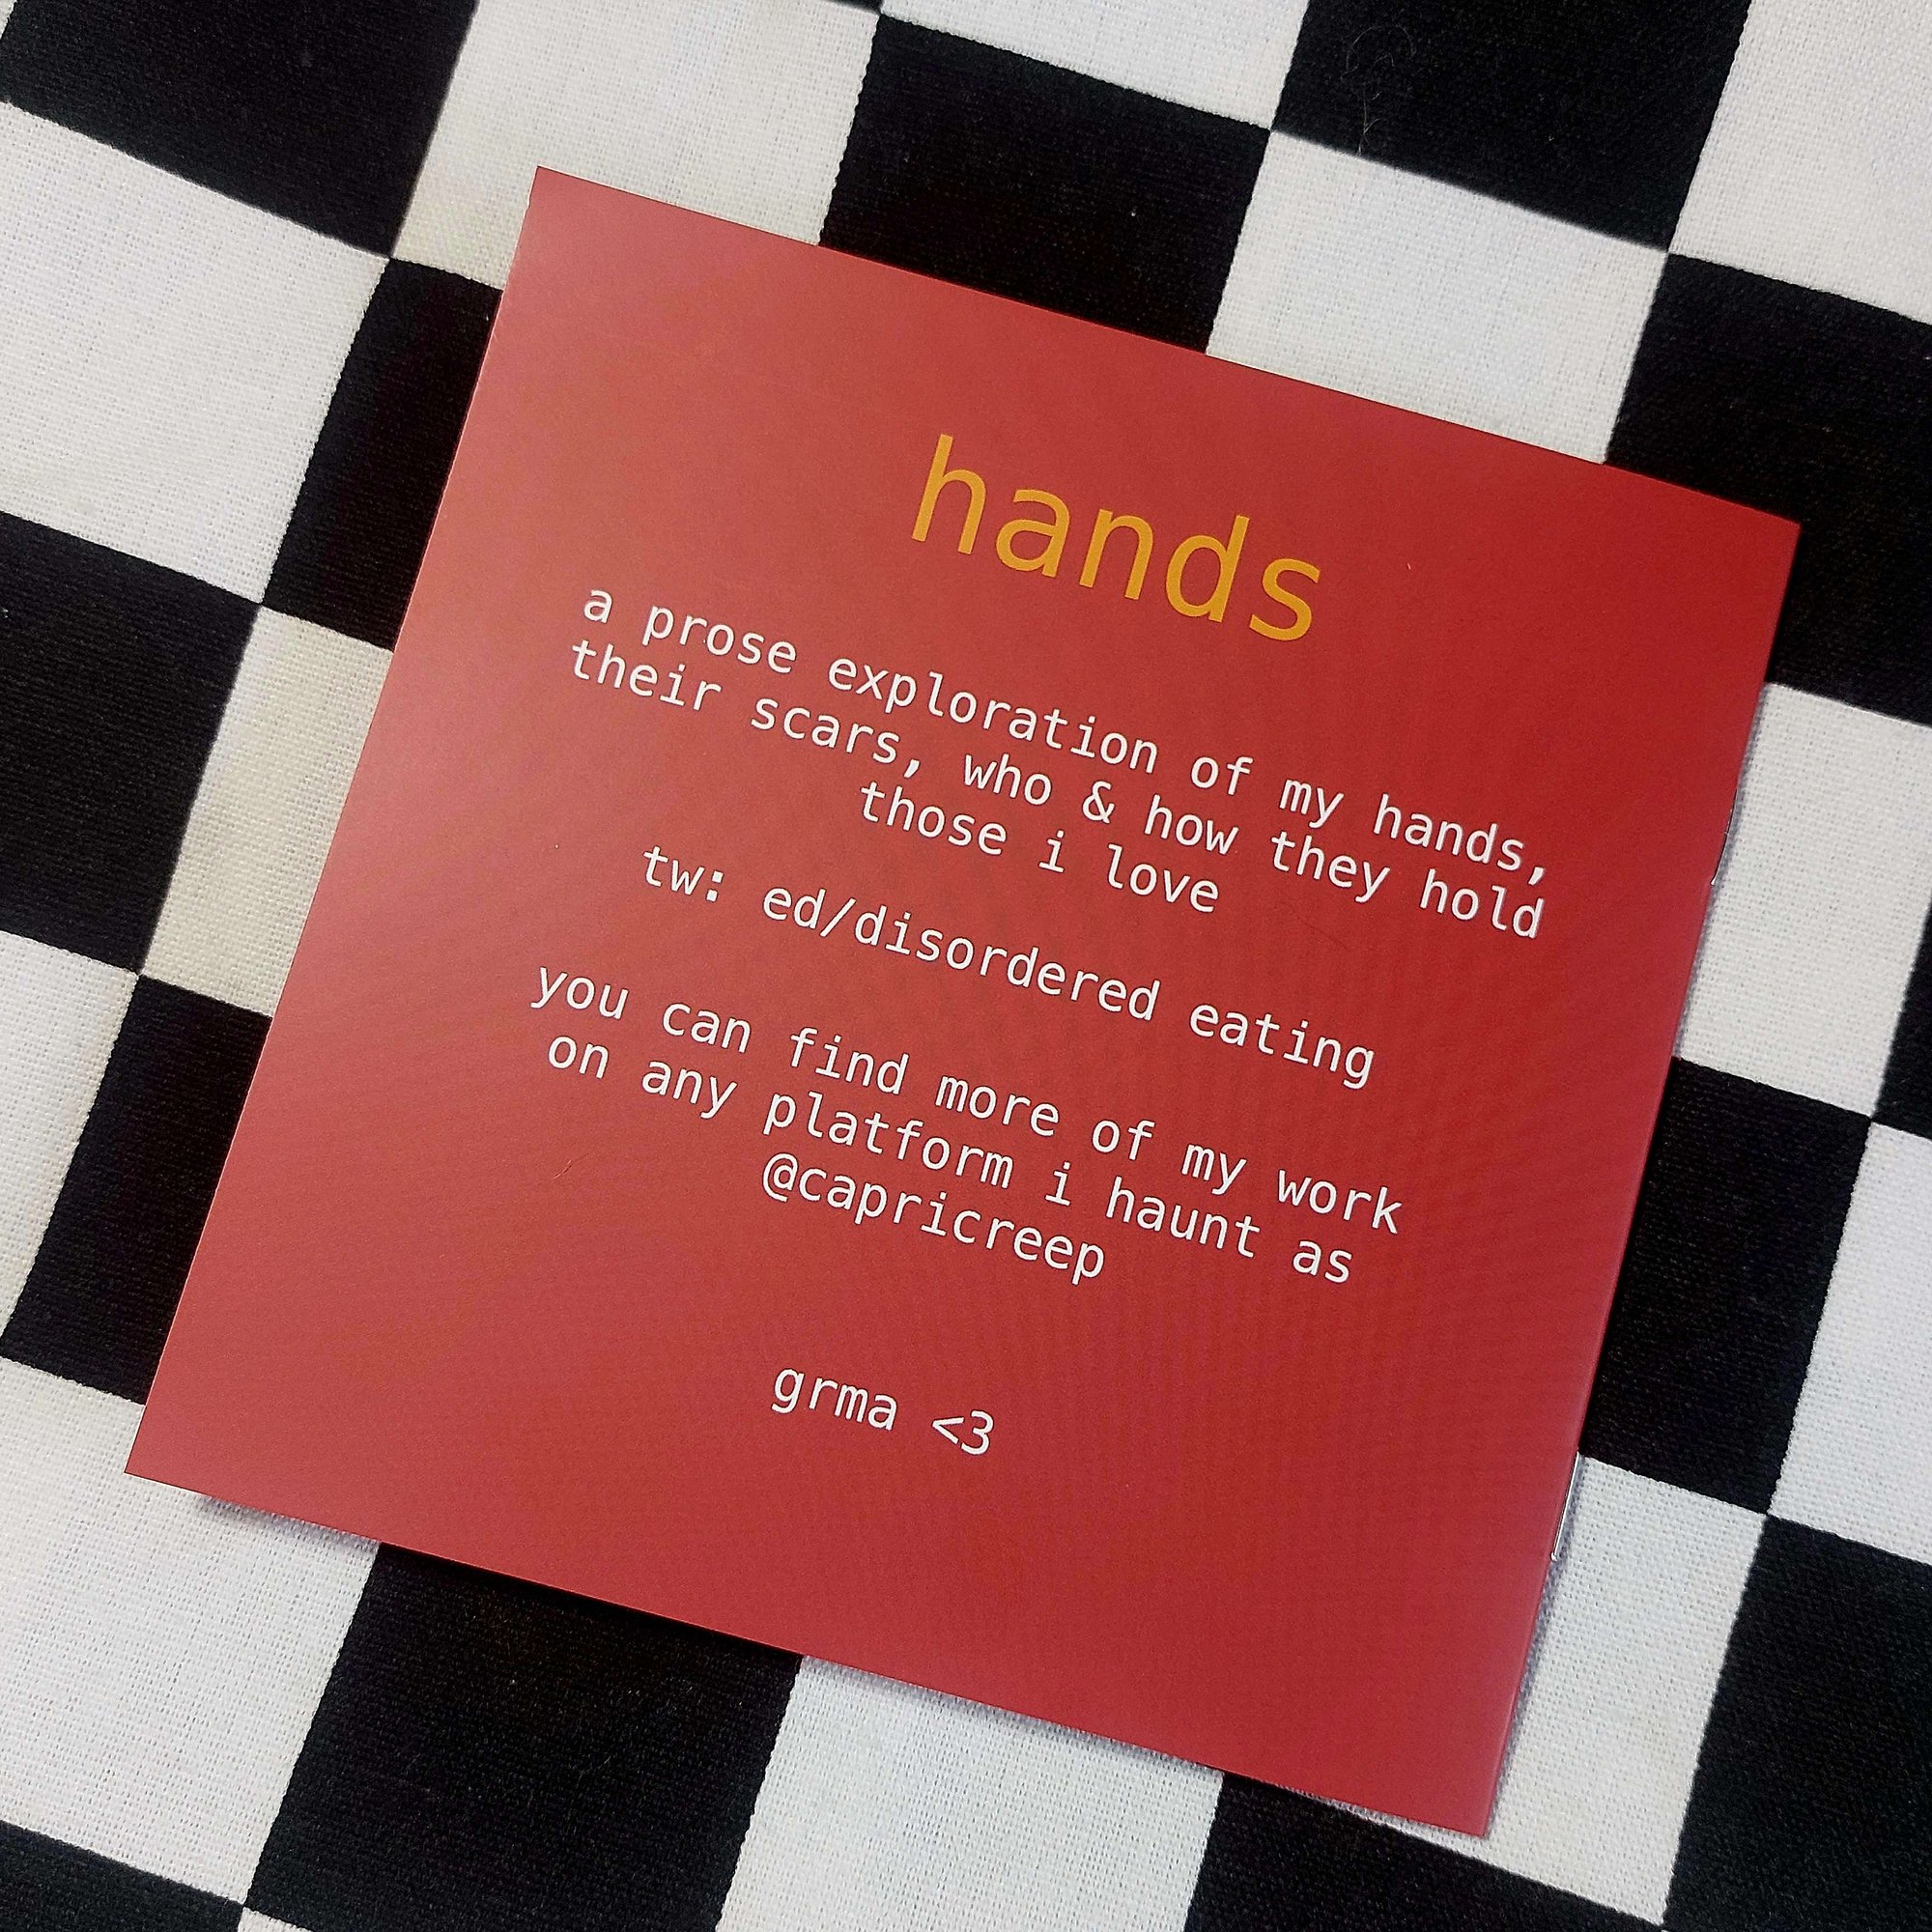 hands
a prose exploration of my hands,
their scars, who & how they hold
those i love
tw: ed/disordered eating
you can find more of my work
on any platform i haunt as
@capricreep
grma <3